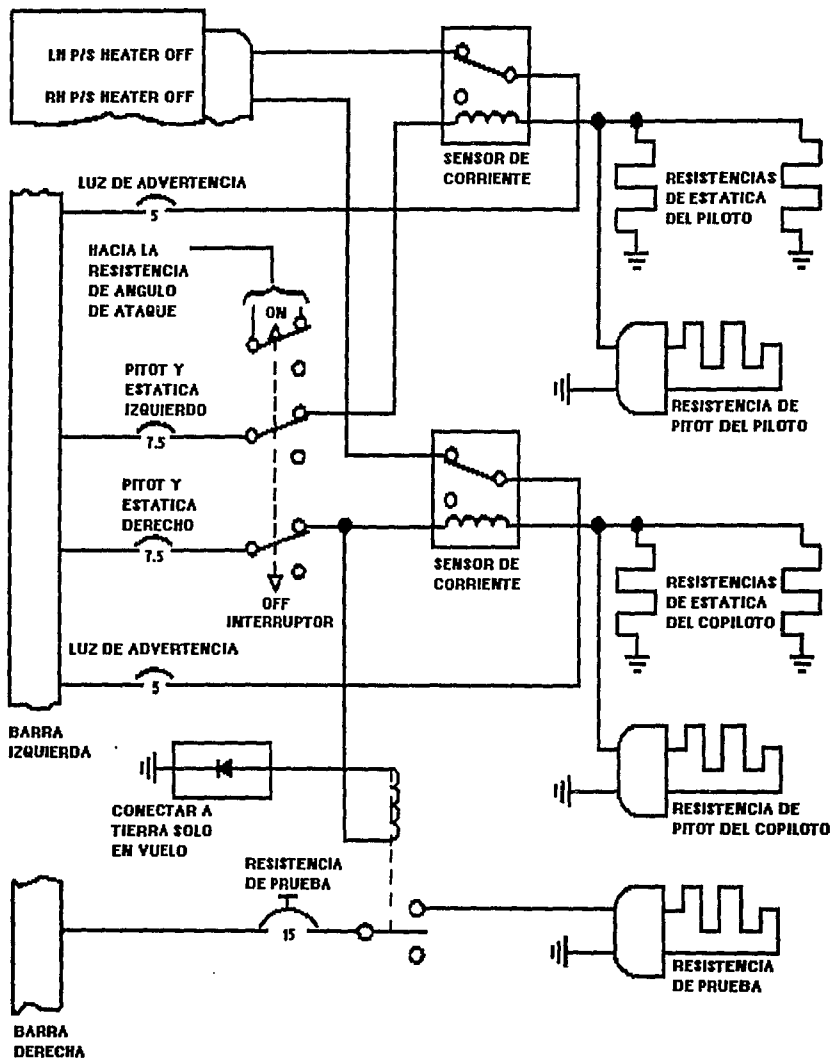 LH P/S HEATER OFF
RH P/S HEATER OFF
SENSOR DE
CORRIENTE
LUZ DE ADVERTENCIA
5
RESISTENCIAS
DE ESTATICA
DEL PILOTO
HACIA LA
RESISTENCIA
DE ANGULO
DE ATAQUE
ON
PITOT Y
ESTATICA
IZQUIERDO
7.5
RESISTENCIA DE
PITOT DEL PILOTO
PITOT Y
ESTATICA
DERECHO
7.5
SENSOR DE
CORRIENTE
RESISTENCIAS
DE ESTATICA
DEL COPILOTO
OFF
INTERRUPTOR
LUZ DE ADVERTENCIA
5
BARRA
IZQUIERDA
CONECTAR A
TIERRA SOLO
EN VUELO
RESISTENCIA DE
PITOT DEL COPILOTO
RESISTENCIA
DE PRUEBA
15
RESISTENCIA
DE PRUEBA
BARRA
DERECHA